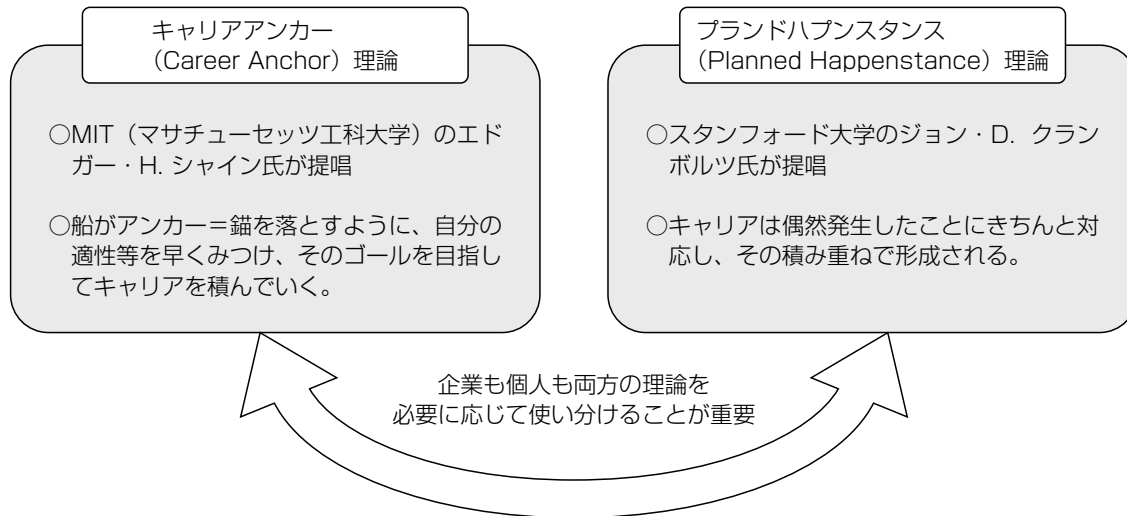 キャリアアンカー
（Career Anchor）理論
○MIT（マサチューセッツ工科大学）のエド
ガー・H. シャイン氏が提唱
○船がアンカー＝錨を落とすように、自分の
適性等を早くみつけ、そのゴールを目指し
てキャリアを積んでいく。
プランドハプンスタンス
（Planned Happenstance）理論
○スタンフォード大学のジョン・D. クラン
ボルツ氏が提唱
○キャリアは偶然発生したことにきちんと対
応し、その積み重ねで形成される。
企業も個人も両方の理論を
必要に応じて使い分けることが重要